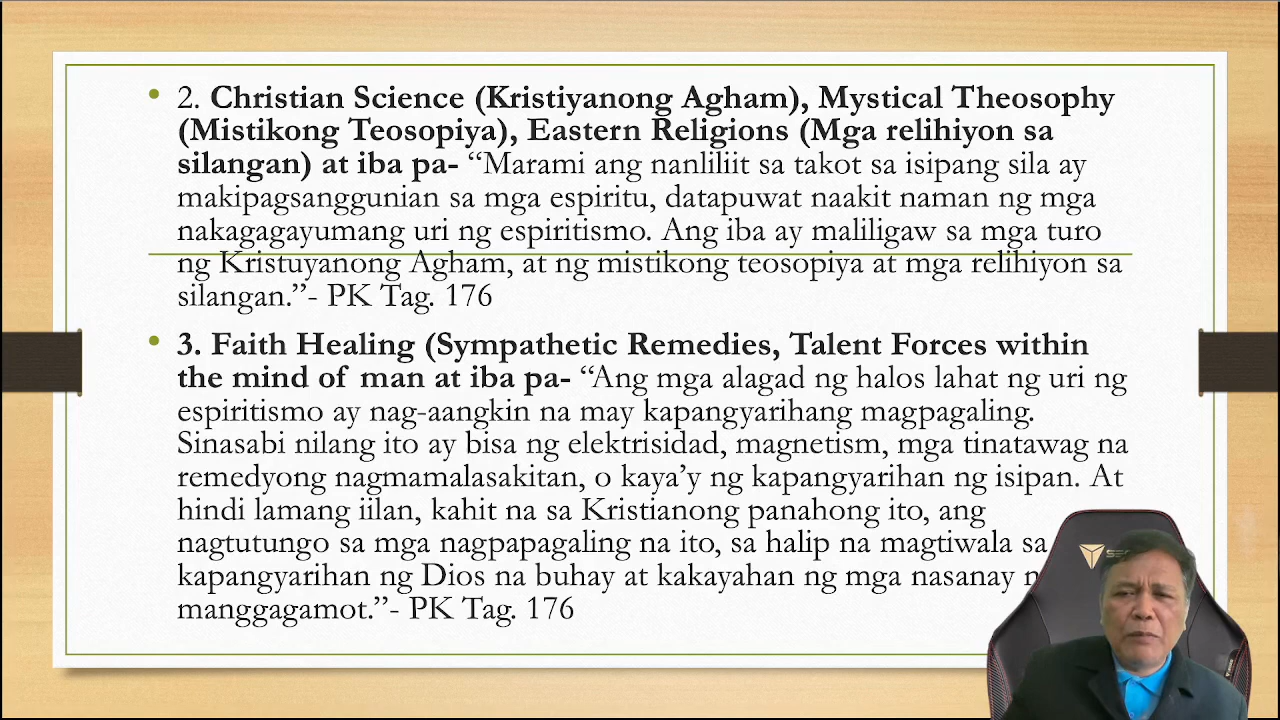 • 2. Christian Science (Kristiyanong Agham), Mystical Theosophy
(Mistikong Teosopiya), Eastern Religions (Mga relihiyon sa
silangan) at iba pa- “Marami ang nanliliit sa takot sa isipang sila ay
makipagsanggunian sa mga espiritu, datapuwat naakit naman ng mga
nakagagayumang uri ng espiritismo. Ang iba ay maliligaw sa mga turo
ng Kristuyanong Agham, at ng mistikong teosopiya at mga relihiyon sa
silangan.”- PK Tag. 176
• 3. Faith Healing (Sympathetic Remedies, Talent Forces within
the mind of man at iba pa- “Ang mga alagad ng halos lahat ng uri ng
espiritismo ay nag-aangkin na may kapangyarihang magpagaling.
Sinasabi nilang ito ay bisa ng elektrisidad, magnetism, mga tinatawag na
remedyong nagmamalasakitan, o kaya’y ng kapangyarihan ng isipan. At
hindi lamang iilan, kahit na sa Kristianong panahong ito, ang
nagtutungo sa mga nagpapagaling na ito, sa halip na magtiwala sa
kapangyarihan ng Dios na buhay at kakayahan ng mga nasanay
manggagamot.”- PK Tag. 176